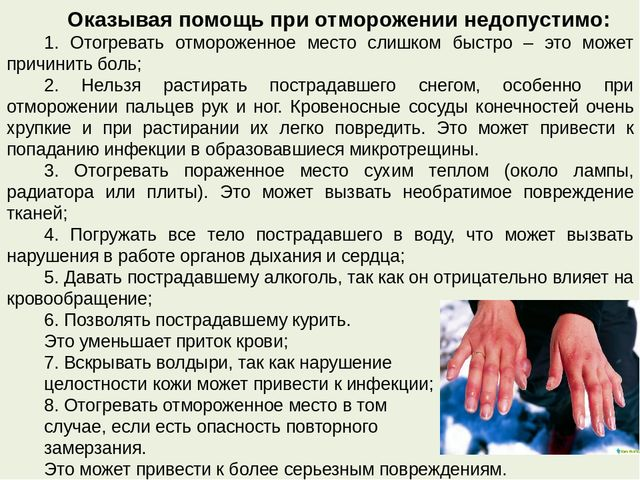 Оказывая помощь при отморожении недопустимо:
1. Отогревать отмороженное место слишком быстро – это может
причинить боль;
2. Нельзя растирать пострадавшего снегом, особенно при
отморожении пальцев рук и ног. Кровеносные сосуды конечностей очень
хрупкие и при растирании их легко повредить. Это может привести к
попаданию инфекции в образовавшиеся микротрещины.
3. Отогревать пораженное место сухим теплом (около лампы,
радиатора или плиты). Это может вызвать необратимое повреждение
тканей;
4. Погружать все тело пострадавшего в воду, что может вызвать
нарушения в работе органов дыхания и сердца;
5. Давать пострадавшему алкоголь, так как он отрицательно влияет на
кровообращение;
6. Позволять пострадавшему курить.
Это уменьшает приток крови;
7. Вскрывать волдыри, так как нарушение
целостности кожи может привести к инфекции;
8. Отогревать отмороженное место в том
случае, если есть опасность повторного
замерзания.
Это может привести к более серьезным повреждениям.